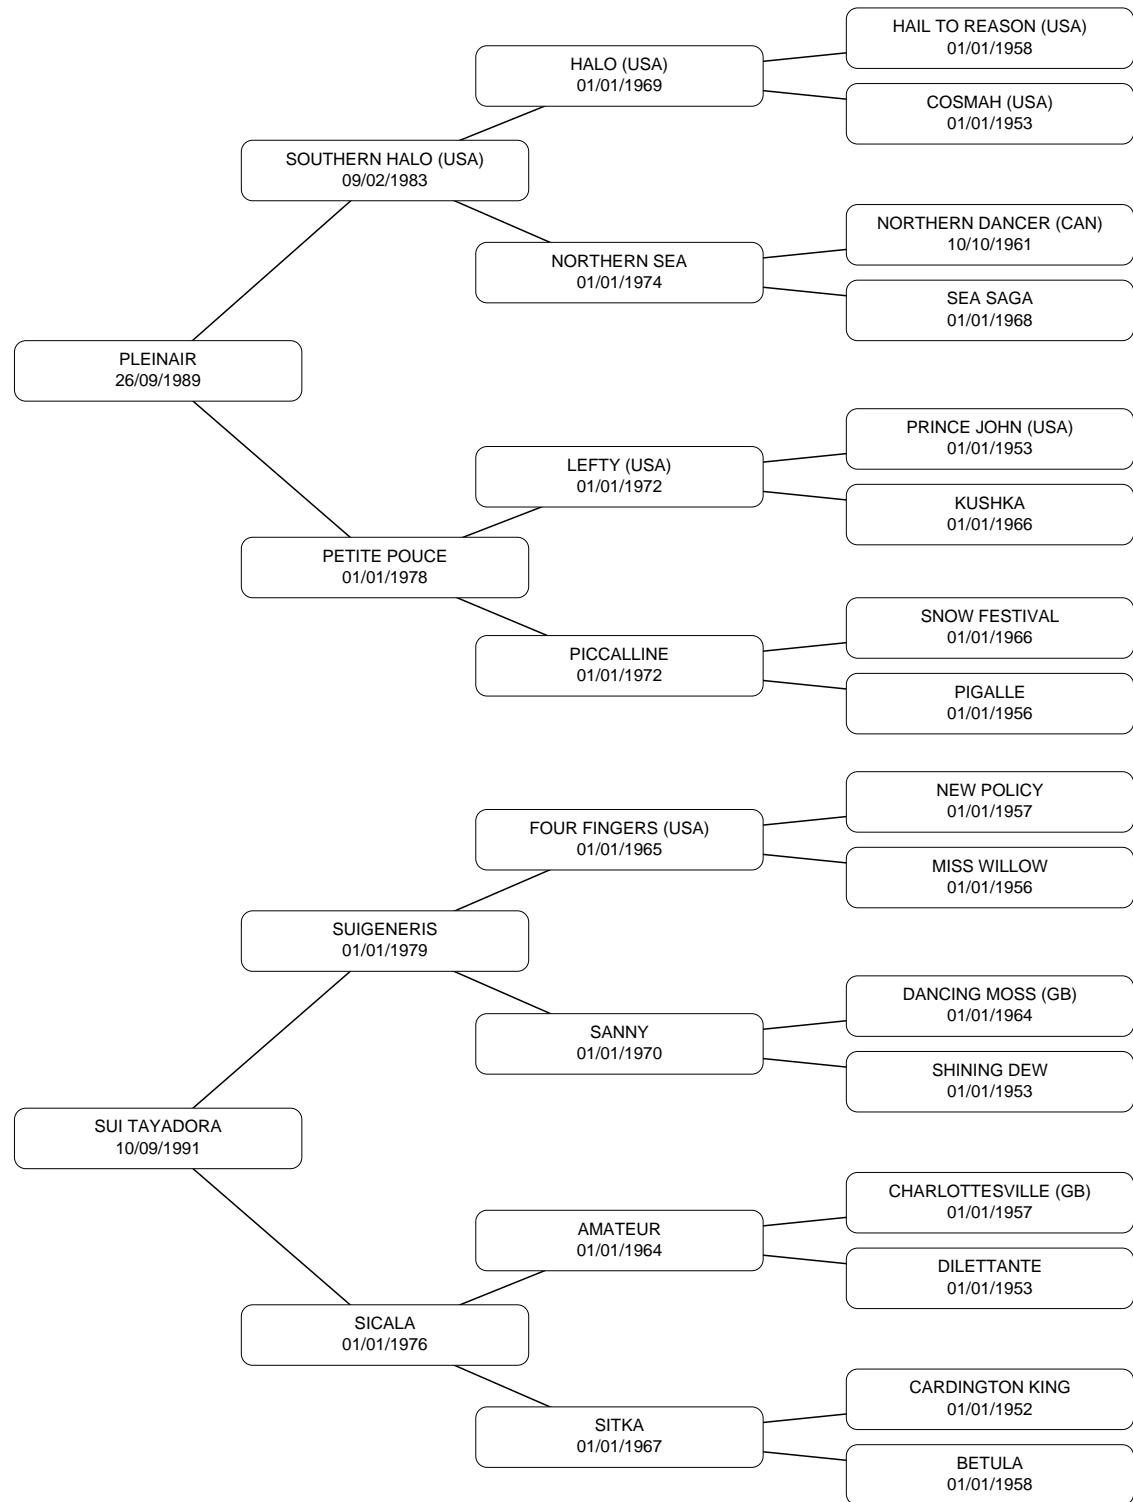 HAIL TO REASON (USA)
01/01/1958
HALO (USA)
01/01/1969
COSMAH (USA)
01/01/1953
SOUTHERN HALO (USA)
09/02/1983
NORTHERN DANCER (CAN)
10/10/1961
NORTHERN SEA
01/01/1974
SEA SAGA
01/01/1968
PLEINAIR
26/09/1989
PRINCE JOHN (USA)
01/01/1953
LEFTY (USA)
01/01/1972
KUSHKA
01/01/1966
PETITE POUCE
01/01/1978
SNOW FESTIVAL
01/01/1966
PICCALLINE
01/01/1972
PIGALLE
01/01/1956
NEW POLICY
01/01/1957
FOUR FINGERS (USA)
01/01/1965
MISS WILLOW
01/01/1956
SUIGENERIS
01/01/1979
DANCING MOSS (GB)
01/01/1964
SANNY
01/01/1970
SHINING DEW
01/01/1953
SUI TAYADORA
10/09/1991
CHARLOTTESVILLE (GB)
01/01/1957
AMATEUR
01/01/1964
DILETTANTE
01/01/1953
SICALA
01/01/1976
CARDINGTON KING
01/01/1952
SITKA
01/01/1967
BETULA
01/01/1958